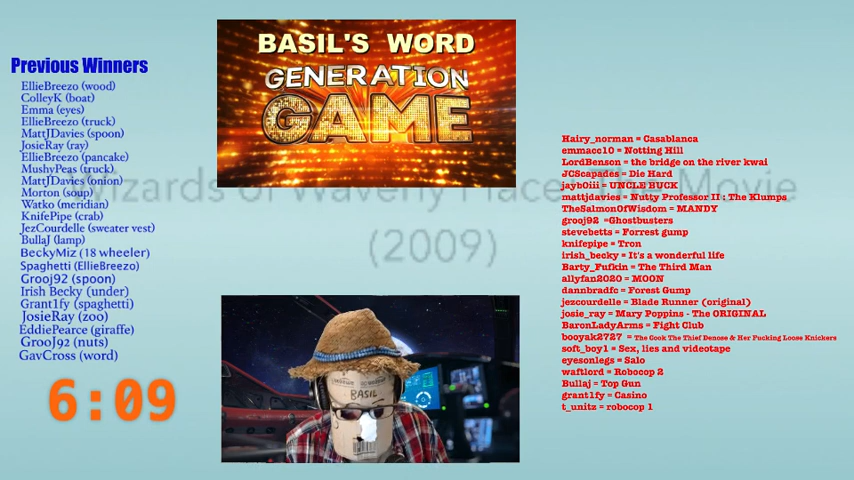 Previous Winners
EllieBreezo (wood)
ColleyK (boat)
Emma (eyes)
EllieBreezo (truck)
MattJDavies (spoon)
JosieRay (ray)
EllieBreezo (pancake)
MushyPeas (truck)
MattJDavies (onion)
Morton (soup)
Watko (meridian)
KnifePipe (crab)
JezCourdelle (sweater vest)
BullaJ (lamp)
BeckyMiz (18 wheeler)
Spaghetti (EllieBreezo)
Grooj92 (spoon)
Irish Becky (under)
Grant1fy (spaghetti)
JosieRay (zoo)
EddiePearce (giraffe)
GrooJ92 (nuts)
GavCross (word)
6:09
BASIL'S WORD
GENERATION
GAME
Wizards of Waverly Place: The Movie
(2009)
BASIL
Hairy_norman = Casablanca
emmacc10 = Notting Hill
LordBenson = the bridge on the river kwai
JCScapades = Die Hard
jayb0iii = UNCLE BUCK
mattjdavies = Nutty Professor II : The Klumps
TheSalmonOfWisdom = MANDY
grooj92 =Ghostbusters
stevebetts = Forrest gump
knifepipe = Tron
irish_becky = It's a wonderful life
Barty_Fufkin = The Third Man
allyfan2020 = MOON
dannbradfc = Forest Gump
jezcourdelle = Blade Runner (original)
josie_ray = Mary Poppins - The ORIGINAL
BaronLadyArms = Fight Club
booyak2727 = The Cook The Thief Denose & Her Fucking Loose Knickers
soft_boy1 = Sex, lies and videotape
eyesonlegs = Salo
waftlord = Robocop 2
Bullaj = Top Gun
grant1fy = Casino
t_unitz = robocop 1